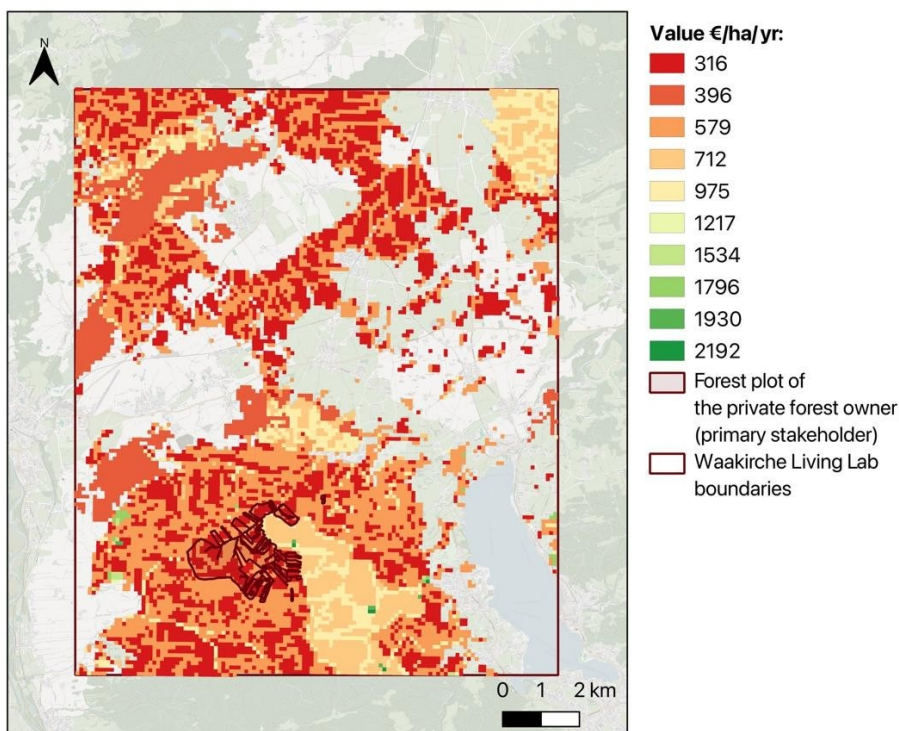 N
Value €/ha/yr:
316
396
579
712
975
1217
1534
1796
1930
2192
Forest plot of
the private forest owner
(primary stakeholder)
Waakirche Living Lab
boundaries
0 1 2 km